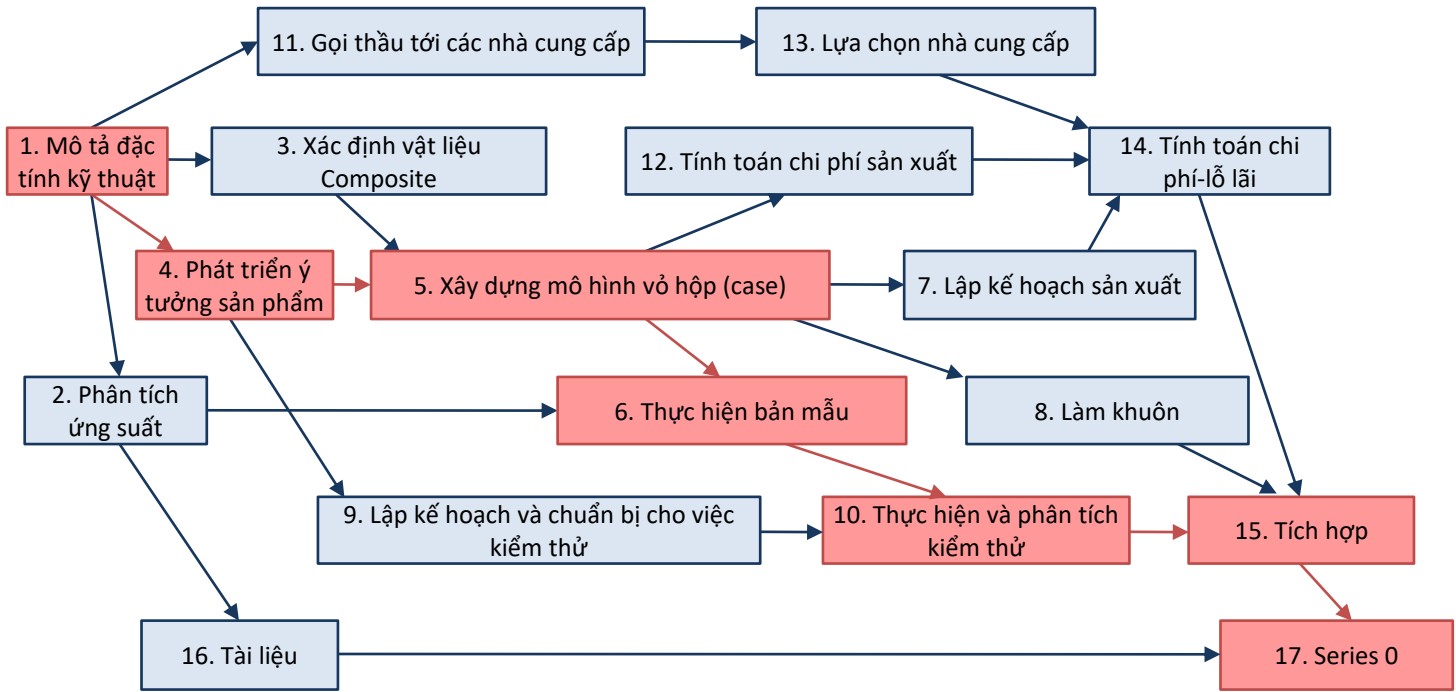 11. Gọi thầu tới các nhà cung cấp
13. Lựa chọn nhà cung cấp
1. Mô tả đặc
tính kỹ thuật
3. Xác định vật liệu
Composite
12. Tính toán chi phí sản xuất
14. Tính toán chi
phí-lỗ lãi
4. Phát triển ý
tưởng sản phẩm
5. Xây dựng mô hình vỏ hộp (case)
7. Lập kế hoạch sản xuất
2. Phân tích
ứng suất
6. Thực hiện bản mẫu
8. Làm khuôn
9. Lập kế hoạch và chuẩn bị cho việc
kiểm thử
10. Thực hiện và phân tích
kiểm thử
15. Tích hợp
16. Tài liệu
17. Series 0